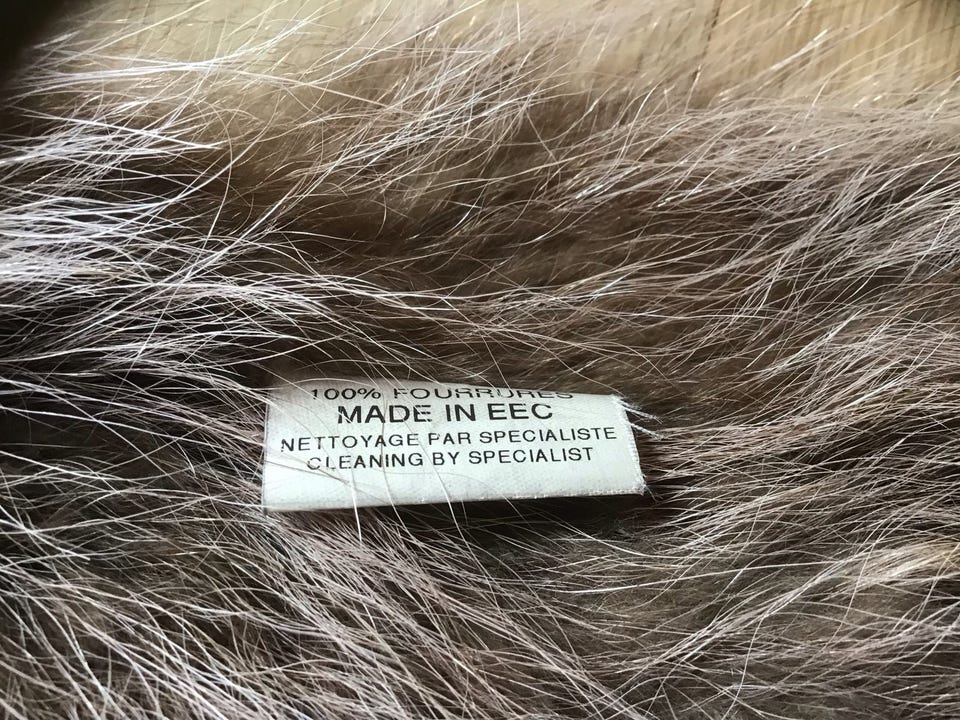 100% FOURRURES
MADE IN EEC
NETTOYAGE PAR SPECIALISTE
CLEANING BY SPECIALIST